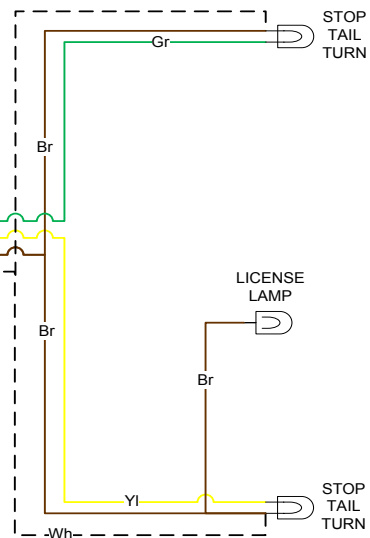 STOP
TAIL
TURN
Gr
Br
LICENSE
LAMP
Br
Br
Yl
STOP
TAIL
TURN
Wh